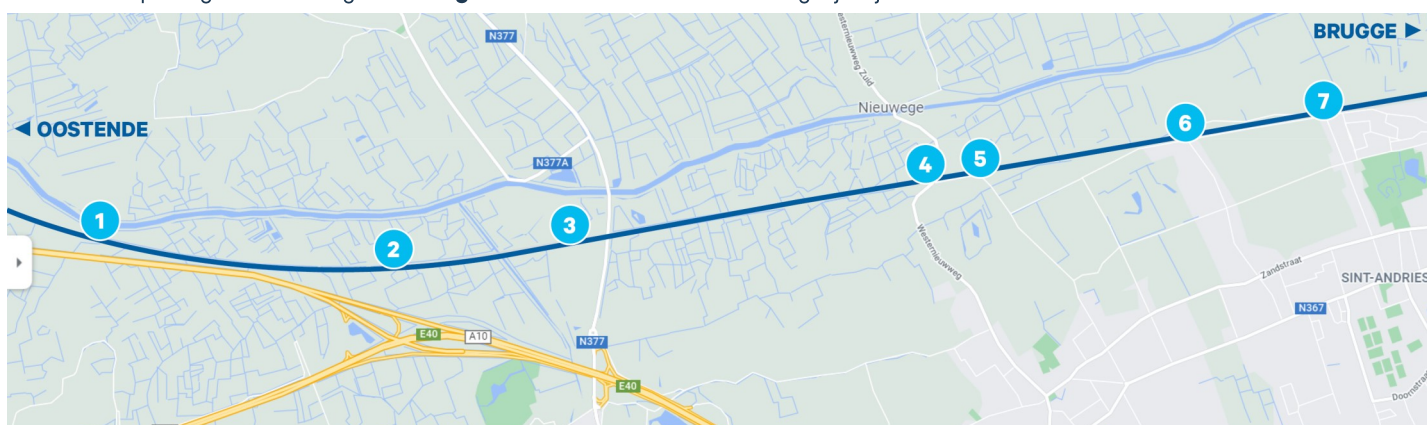 N377
BRUGGE ►
Westernieuwweg Zuid
Nieuwege
7
6
◄ OOSTENDE
N377A
4
5
1
3
2
Westernieuwweg
Zandstraat
SINT-ANDRIES
N367
E40
A10
N377
E40
Doornstraat